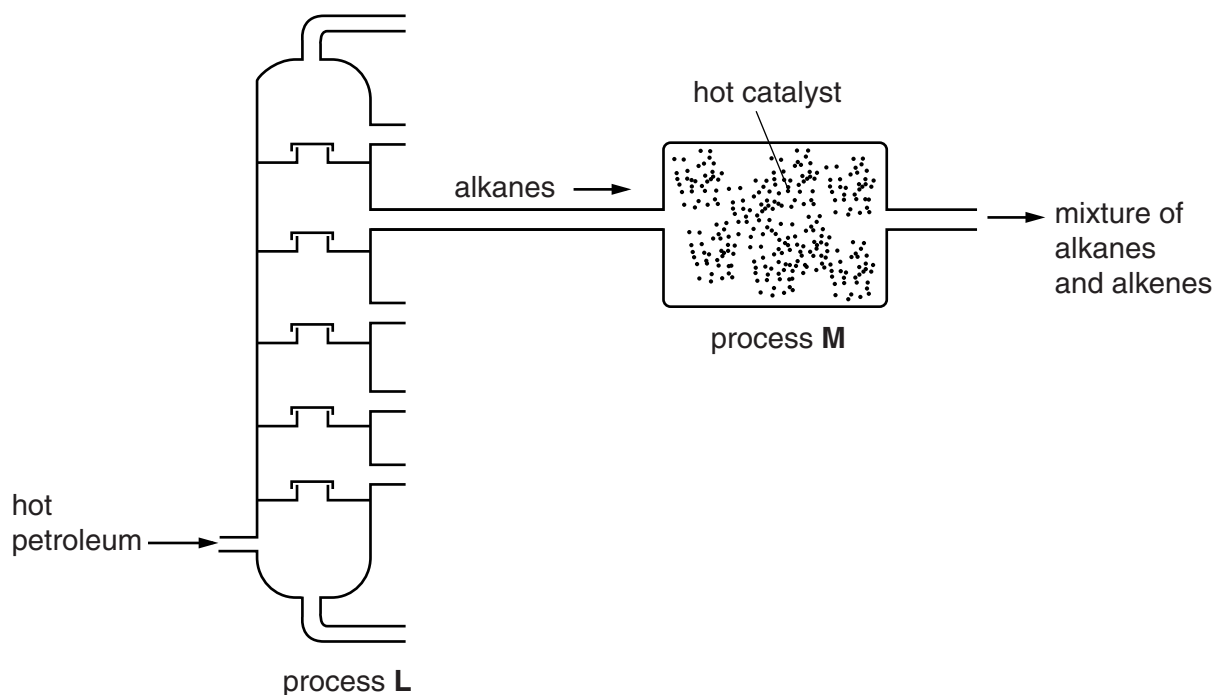 hot catalyst
alkanes
mixture of
alkanes
and alkenes
process M
hot
petroleum
process L